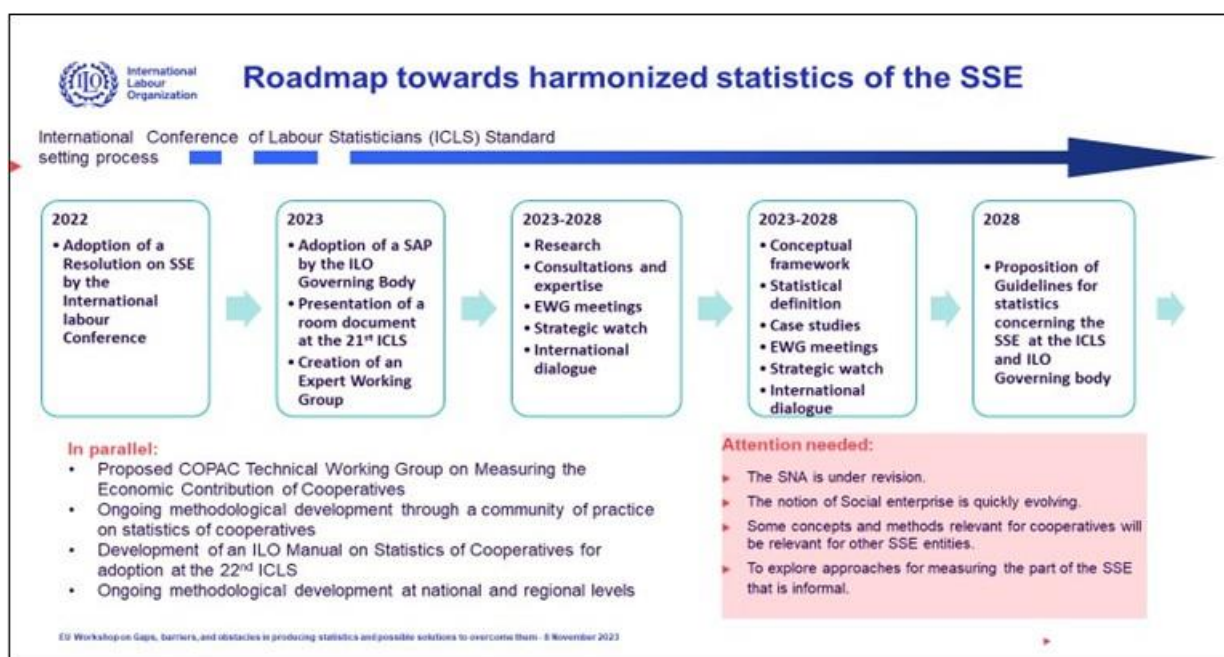 International
Labour
Organization
Roadmap towards harmonized statistics of the SSE
International Conference of Labour Statisticians (ICLS) Standard
setting process
2022
• Adoption of a
Resolution on SSE
by the
International
labour
Conference
2023
• Adoption of a SAP
by the ILO
Governing Body
• Presentation of a
room document
at the 21st ICLS
• Creation of an
Expert Working
Group
2023-2028
• Research
• Consultations and
expertise
• EWG meetings
• Strategic watch
• International
dialogue
2023-2028
• Conceptual
framework
• Statistical
definition
• Case studies
• EWG meetings
• Strategic watch
• International
dialogue
2028
• Proposition of
Guidelines for
statistics
concerning the
SSE at the ICLS
and ILO
Governing body
In parallel:
• Proposed COPAC Technical Working Group on Measuring the
Economic Contribution of Cooperatives
• Ongoing methodological development through a community of practice
on statistics of cooperatives
• Development of an ILO Manual on Statistics of Cooperatives for
adoption at the 22nd ICLS
• Ongoing methodological development at national and regional levels
Attention needed:
▸ The SNA is under revision.
▸ The notion of Social enterprise is quickly evolving.
▸ Some concepts and methods relevant for cooperatives will
be relevant for other SSE entities.
▸ To explore approaches for measuring the part of the SSE
that is informal.
EU Workshop on Gaps, barriers, and obstacles in producing statistics and possible solutions to overcome them - 8 November 2023